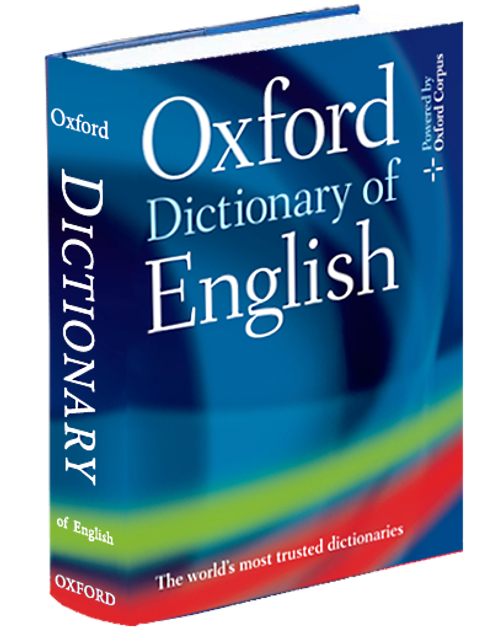 Oxford
DICTIONARY
of English
OXFORD
Oxford
Dictionary of
English
Powered by
Oxford Corpus
The world's most trusted dictionaries